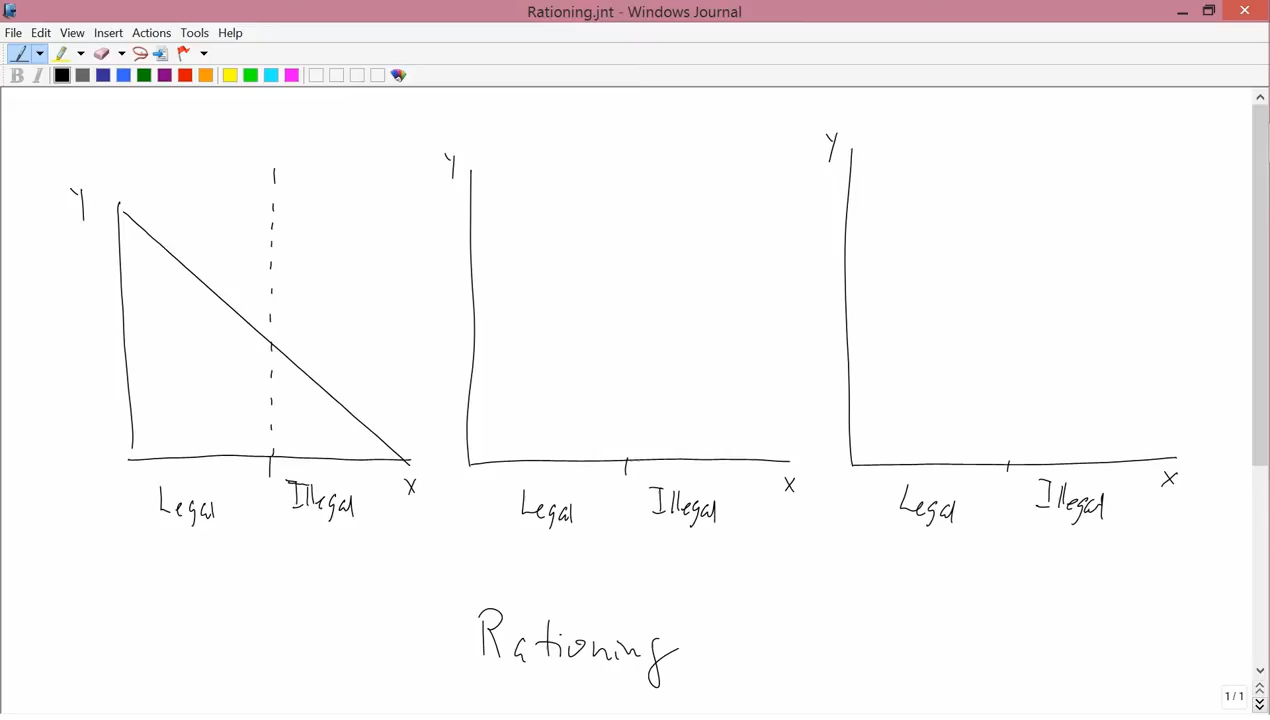 Rationing.jnt - Windows Journal
File Edit View Insert Actions Tools Help
B I
Y Y Y
X X X
Legal Illegal Legal Illegal Legal Illegal
Rationing
1 / 1